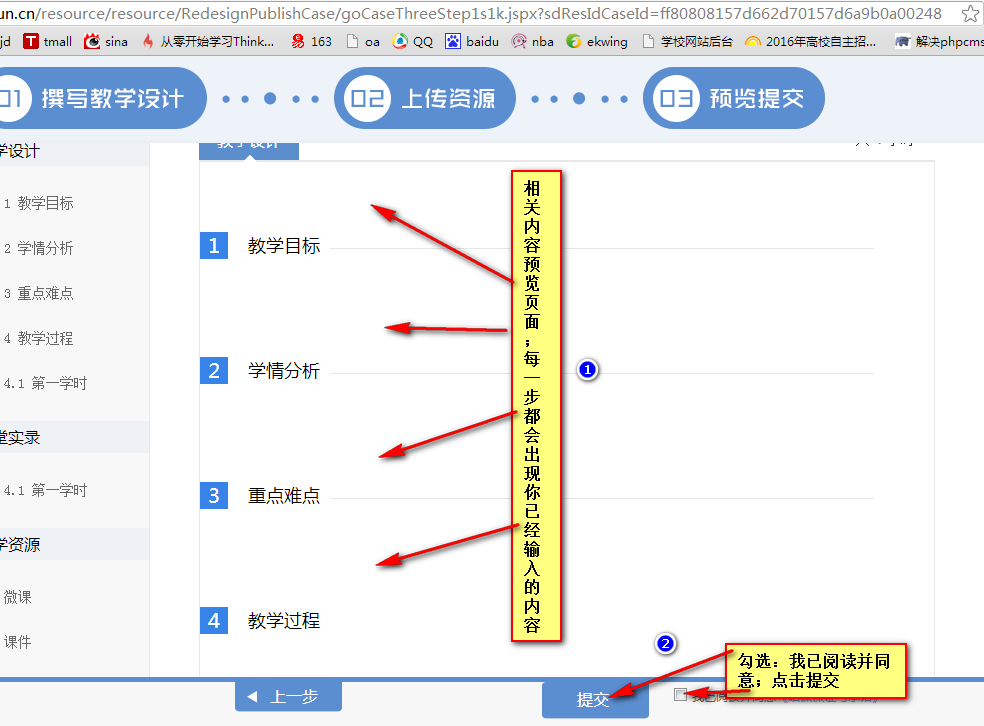 un.cn/resource/resource/RedesignPublishCase/goCaseThreeStep1s1k.jspx?sdResIdCaseId=ff80808157d662d70157d6a9b0a00248
jd tmall sina 从零开始学习Think... 163 oa QQ baidu nba ekwing 学校网站后台 2016年高校自主招... 解决phpcms
01 撰写教学设计
02 上传资源
03 预览提交
学设计
1 教学目标
2 学情分析
3 重点难点
4 教学过程
4.1 第一学时
堂实录
4.1 第一学时
学资源
微课
课件
教学设计
1 教学目标
2 学情分析
3 重点难点
4 教学过程
相关内容预览页面；每一步都会出现你已经输入的内容
1
2
勾选：我已阅读并同
意；点击提交
上一步
提交